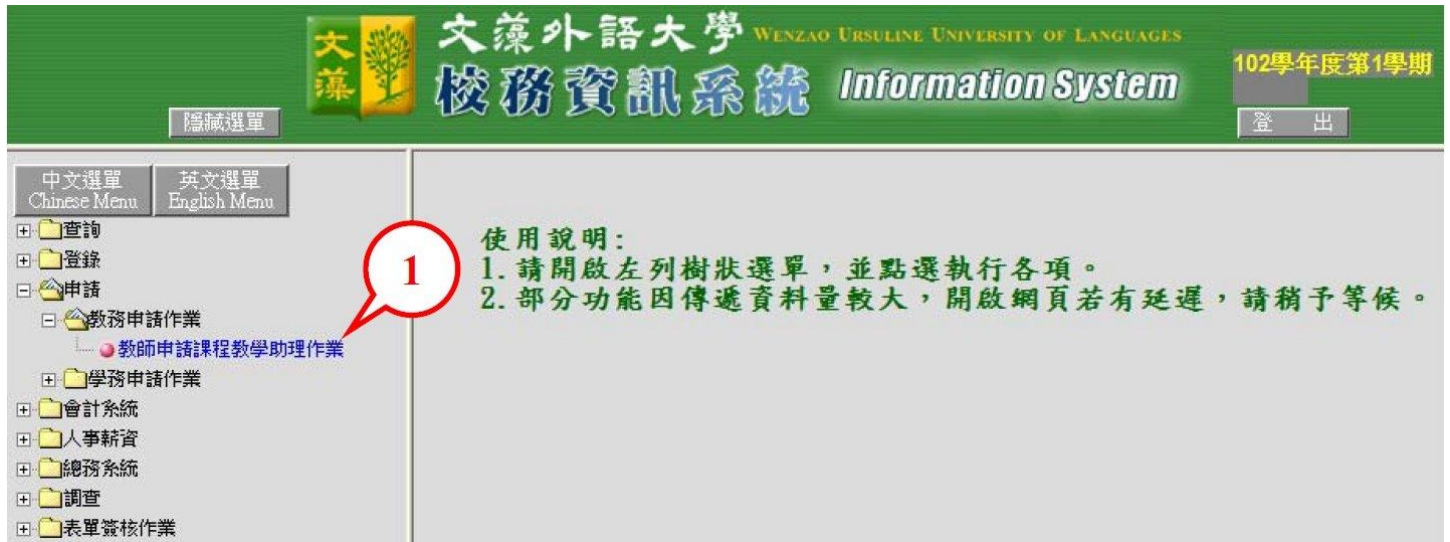 文藻
文藻外語大學 WENZAO URSULINE UNIVERSITY OF LANGUAGES
校務資訊系統 Information System
102學年度第1學期
隱藏選單
登 出
中文選單
Chinese Menu
英文選單
English Menu
查詢
登錄
申請
教務申請作業
教師申請課程教學助理作業
學務申請作業
會計系統
人事薪資
總務系統
調查
表單簽核作業
1
使用說明:
1.請開啟左列樹狀選單，並點選執行各項。
2.部分功能因傳遞資料量較大，開啟網頁若有延遲，請稍予等候。